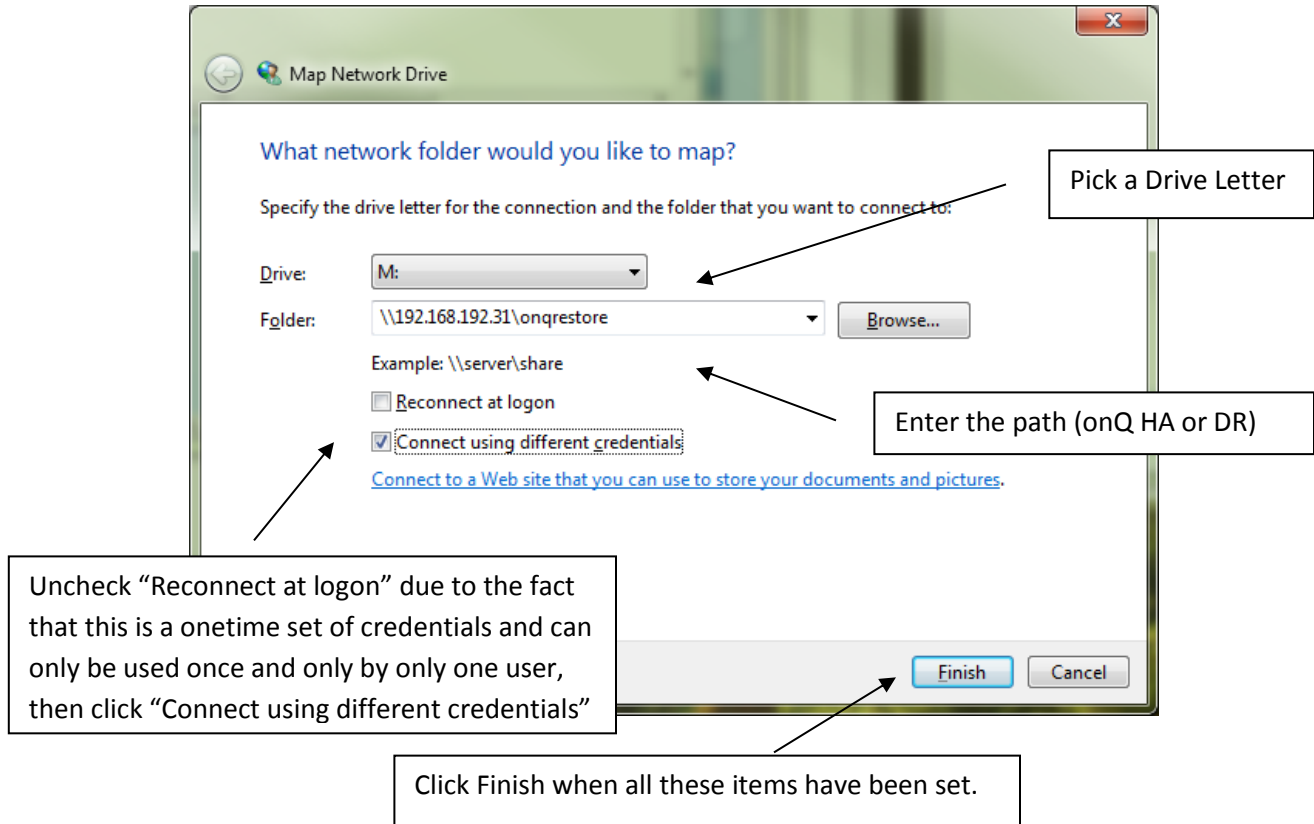 Map Network Drive
What network folder would you like to map?
Pick a Drive Letter
Specify the drive letter for the connection and the folder that you want to connect to:
Drive: M:
Folder: \\192.168.192.31\onqrestore Browse...
Example: \\server\share
Reconnect at logon
Enter the path (onQ HA or DR)
Connect using different credentials
Connect to a Web site that you can use to store your documents and pictures.
Uncheck “Reconnect at logon” due to the fact
that this is a onetime set of credentials and can
only be used once and only by only one user,
then click “Connect using different credentials”
Finish Cancel
Click Finish when all these items have been set.